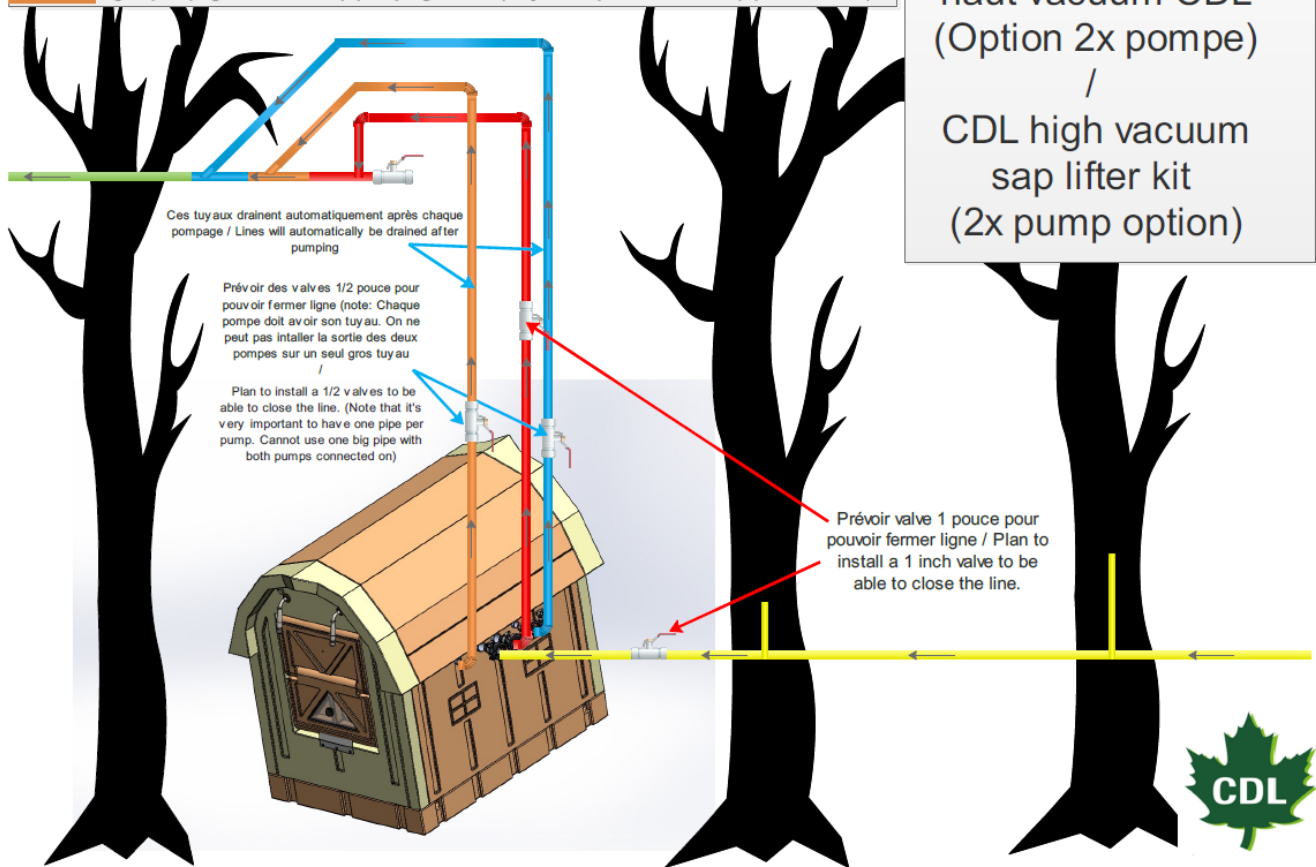 haut vacuum CDL
(Option 2x pompe)
/
CDL high vacuum
sap lifter kit
(2x pump option)
Ces tuyaux drainent automatiquement après chaque
pompage / Lines will automatically be drained after
pumping
Prévoir des valves 1/2 pouce pour
pouvoir fermer ligne (note: Chaque
pompe doit avoir son tuyau. On ne
peut pas intaller la sortie des deux
pompes sur un seul gros tuyau
/
Plan to install a 1/2 valves to be
able to close the line. (Note that it's
very important to have one pipe per
pump. Cannot use one big pipe with
both pumps connected on)
Prévoir valve 1 pouce pour
pouvoir fermer ligne / Plan to
install a 1 inch valve to be
able to close the line.
CDL